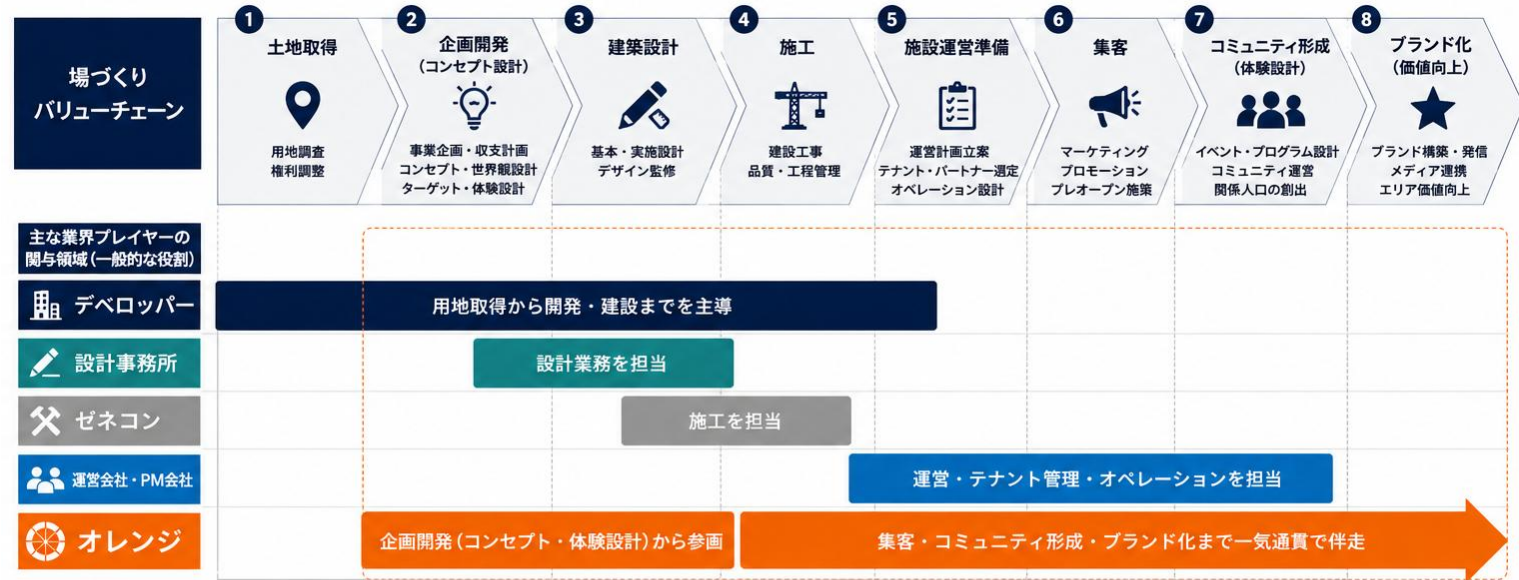 場づくり
バリューチェーン
1
土地取得
用地調査
権利調整
2
企画開発
（コンセプト設計）
事業企画・収支計画
コンセプト・世界観設計
ターゲット・体験設計
3
建築設計
基本・実施設計
デザイン監修
4
施工
建設工事
品質・工程管理
5
施設運営準備
運営計画立案
テナント・パートナー選定
オペレーション設計
6
集客
マーケティング
プロモーション
プレオープン施策
7
コミュニティ形成
（体験設計）
イベント・プログラム設計
コミュニティ運営
関係人口の創出
8
ブランド化
（価値向上）
ブランド構築・発信
メディア連携
エリア価値向上
主な業界プレイヤーの
関与領域（一般的な役割）
デベロッパー
用地取得から開発・建設までを主導
設計事務所
設計業務を担当
ゼネコン
施工を担当
運営会社・PM会社
運営・テナント管理・オペレーションを担当
オレンジ
企画開発（コンセプト・体験設計）から参画
集客・コミュニティ形成・ブランド化まで一気通貫で伴走